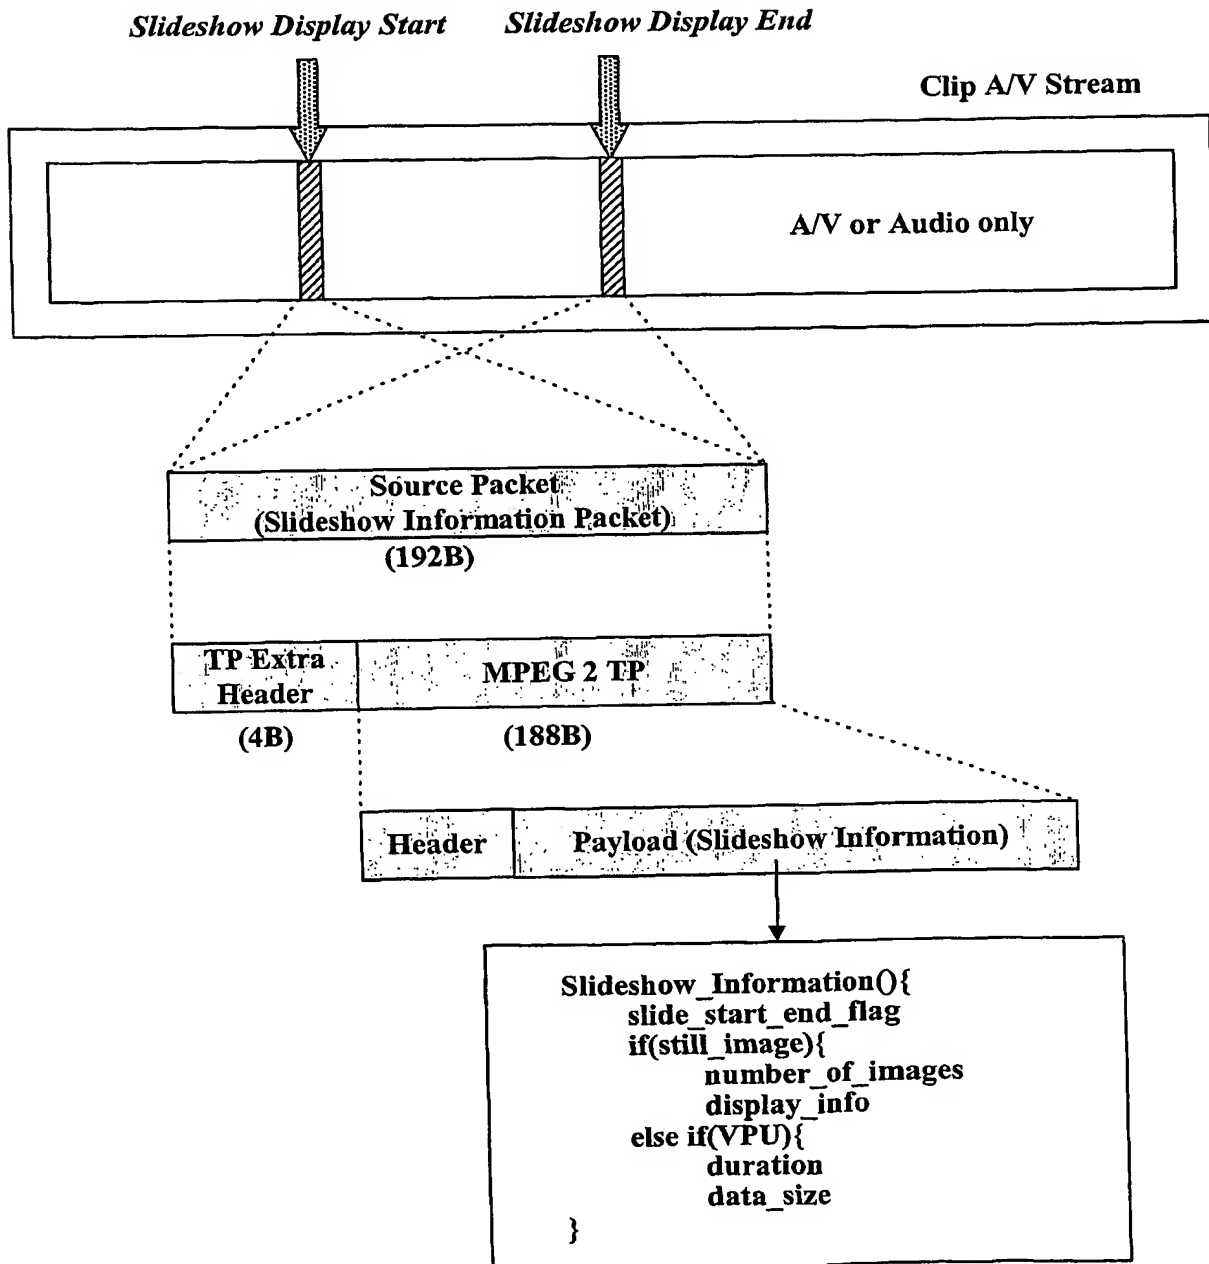 Slideshow Display Start
Slideshow Display End
Clip A/V Stream
A/V or Audio only
Source Packet
(Slideshow Information Packet)
(192B)
TP Extra
Header
MPEG 2 TP
(4B)
(188B)
Header
Payload (Slideshow Information)
Slideshow_Information(){
slide_start_end_flag
if(still_image){
number_of_images
display_info
else if(VPU){
duration
data_size
}